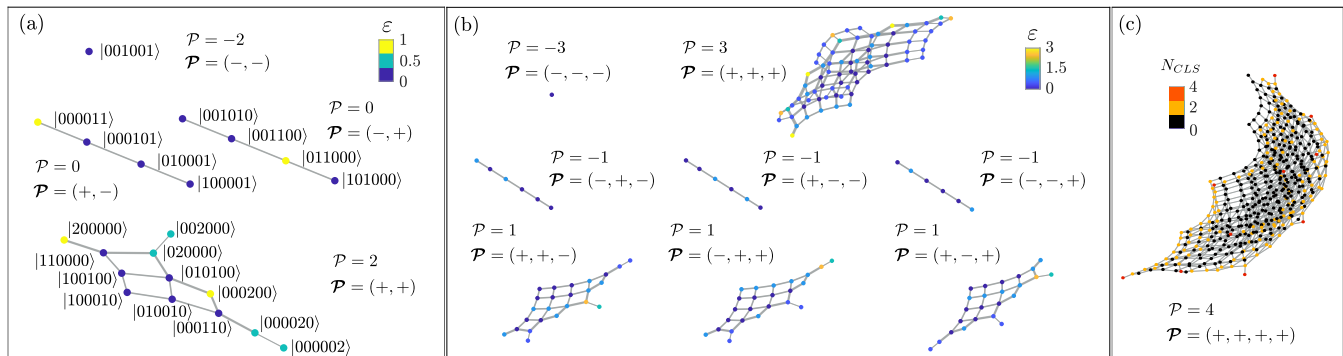 (a)
|001001⟩
𝒫 = −2
𝓟 = (−, −)
ε
1
0.5
0
|000011⟩
|000101⟩
|010001⟩
|100001⟩
𝒫 = 0
𝓟 = (+, −)
|001010⟩
|001100⟩
|011000⟩
|101000⟩
𝒫 = 0
𝓟 = (−, +)
|200000⟩
|002000⟩
|020000⟩
|110000⟩
|010100⟩
|100100⟩
|000200⟩
|100010⟩
|010010⟩
|000110⟩
|000020⟩
|000002⟩
𝒫 = 2
𝓟 = (+, +)
(b)
𝒫 = −3
𝓟 = (−, −, −)
𝒫 = 3
𝓟 = (+, +, +)
ε
3
1.5
0
𝒫 = −1
𝓟 = (−, +, −)
𝒫 = −1
𝓟 = (+, −, −)
𝒫 = −1
𝓟 = (−, −, +)
𝒫 = 1
𝓟 = (+, +, −)
𝒫 = 1
𝓟 = (−, +, +)
𝒫 = 1
𝓟 = (+, −, +)
(c)
N_CLS
4
2
0
𝒫 = 4
𝓟 = (+, +, +, +)